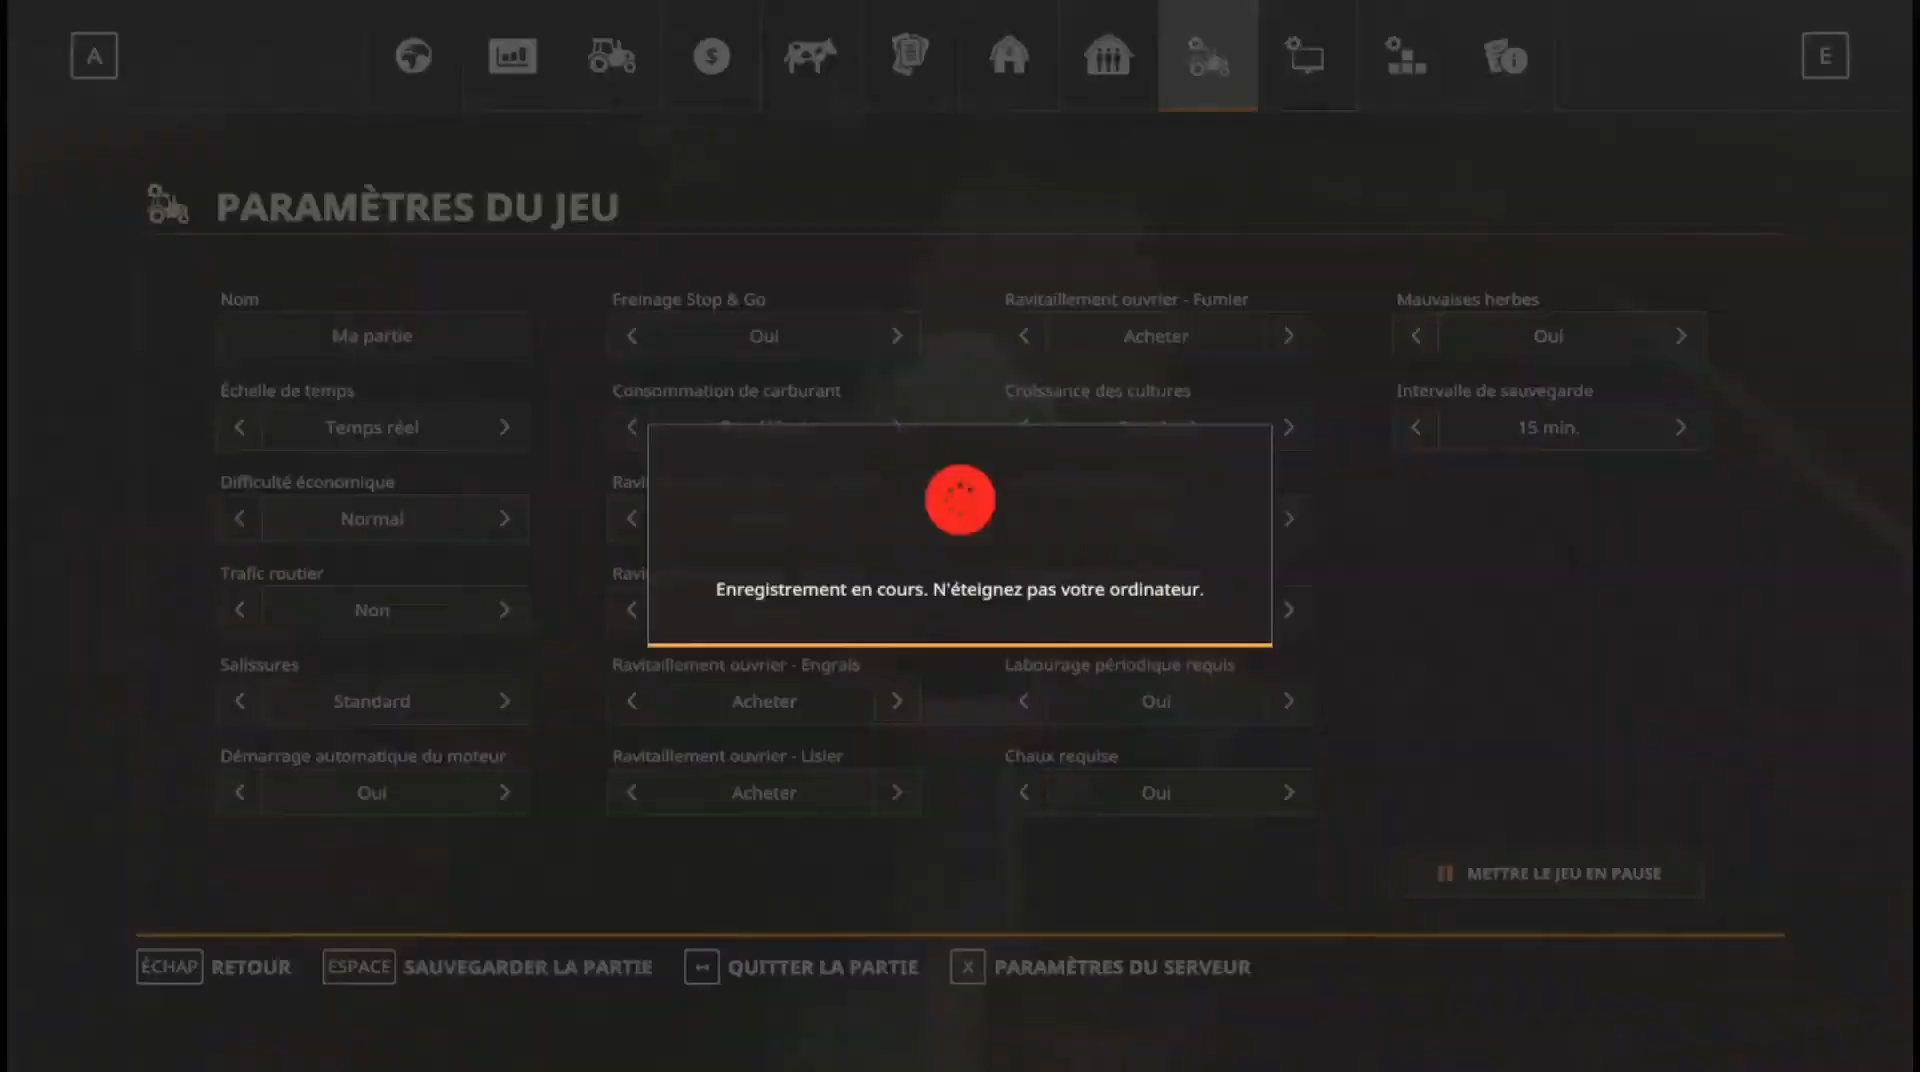 A
E
PARAMÈTRES DU JEU
Nom
Ma partie
Échelle de temps
Temps réel
Difficulté économique
Normal
Trafic routier
Non
Salissures
Standard
Démarrage automatique du moteur
Oui
Freinage Stop & Go
Oui
Consommation de carburant
Ravi
Ravi
Ravitaillement ouvrier - Engrais
Acheter
Ravitaillement ouvrier - Lisier
Acheter
Ravitaillement ouvrier - Fumier
Acheter
Croissance des cultures
Labourage périodique requis
Oui
Chaux requise
Oui
Mauvaises herbes
Oui
Intervalle de sauvegarde
15 min.
Enregistrement en cours. N'éteignez pas votre ordinateur.
METTRE LE JEU EN PAUSE
ÉCHAP RETOUR ESPACE SAUVEGARDER LA PARTIE QUITTER LA PARTIE X PARAMÈTRES DU SERVEUR